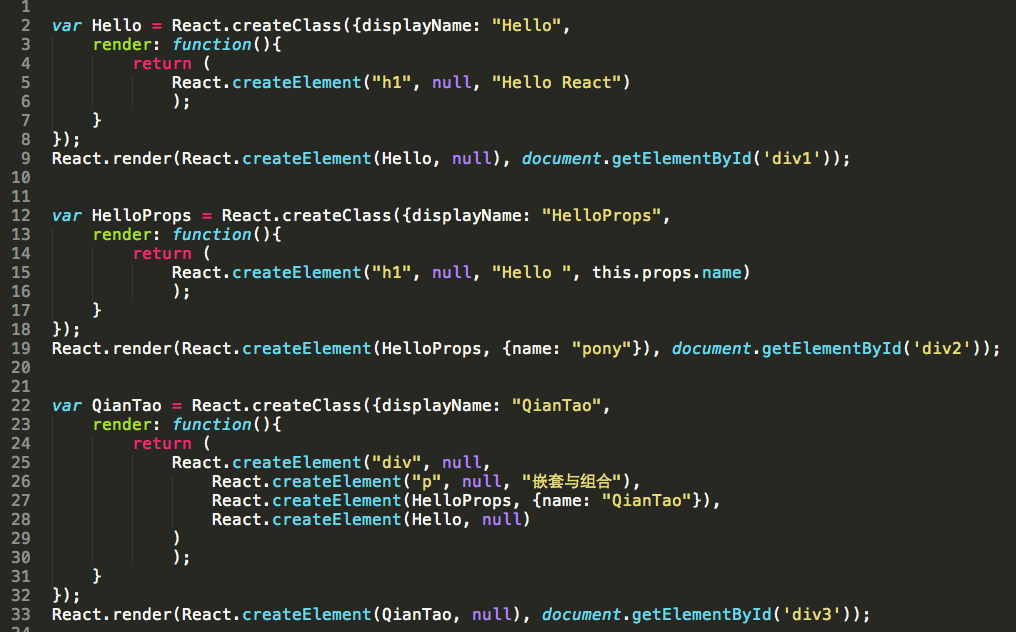 1
2 var Hello = React.createClass({displayName: "Hello",
3     render: function(){
4         return (
5             React.createElement("h1", null, "Hello React")
6             );
7     }
8 });
9 React.render(React.createElement(Hello, null), document.getElementById('div1'));
10
11
12 var HelloProps = React.createClass({displayName: "HelloProps",
13     render: function(){
14         return (
15             React.createElement("h1", null, "Hello ", this.props.name)
16             );
17     }
18 });
19 React.render(React.createElement(HelloProps, {name: "pony"}), document.getElementById('div2'));
20
21
22 var QianTao = React.createClass({displayName: "QianTao",
23     render: function(){
24         return (
25             React.createElement("div", null,
26                 React.createElement("p", null, "嵌套与组合"),
27                 React.createElement(HelloProps, {name: "QianTao"}),
28                 React.createElement(Hello, null)
29             )
30             );
31     }
32 });
33 React.render(React.createElement(QianTao, null), document.getElementById('div3'));
34